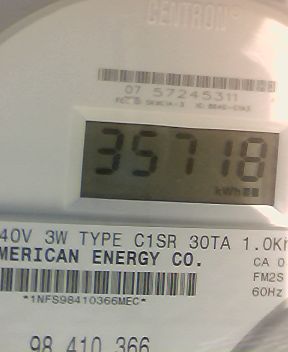 CENTRON®
07 57245311
35718
kWh
40V 3W TYPE C1SR 30TA 1.0Kh
MERICAN ENERGY CO.
CA 0
FM2S
60Hz
*1NFS98410366MEC*
98 410 366